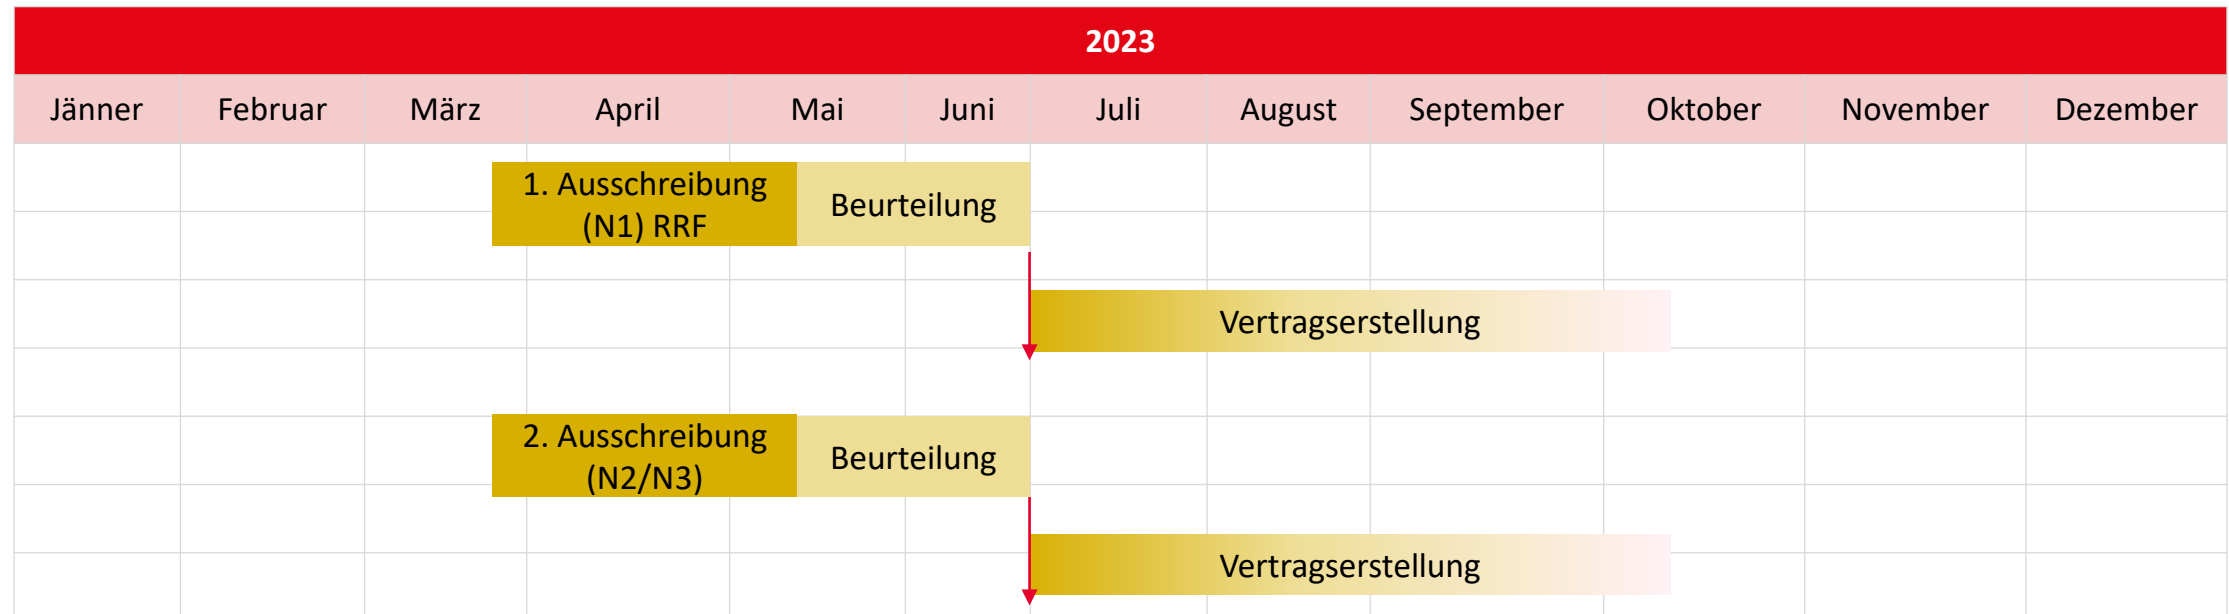 2023
Jänner Februar März April Mai Juni Juli August September Oktober November Dezember
1. Ausschreibung
(N1) RRF
Beurteilung
Vertragserstellung
2. Ausschreibung
(N2/N3)
Beurteilung
Vertragserstellung